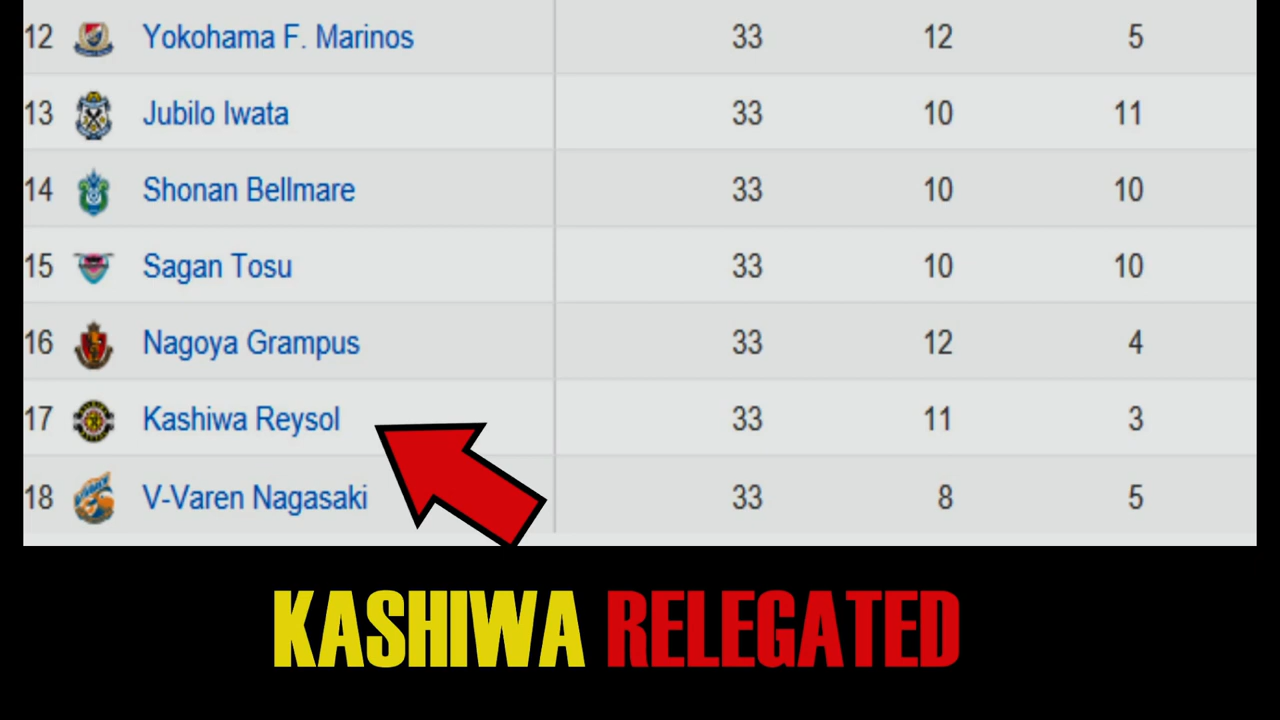 12 Yokohama F. Marinos 33 12 5
13 Jubilo Iwata 33 10 11
14 Shonan Bellmare 33 10 10
15 Sagan Tosu 33 10 10
16 Nagoya Grampus 33 12 4
17 Kashiwa Reysol 33 11 3
18 V-Varen Nagasaki 33 8 5
KASHIWA RELEGATED